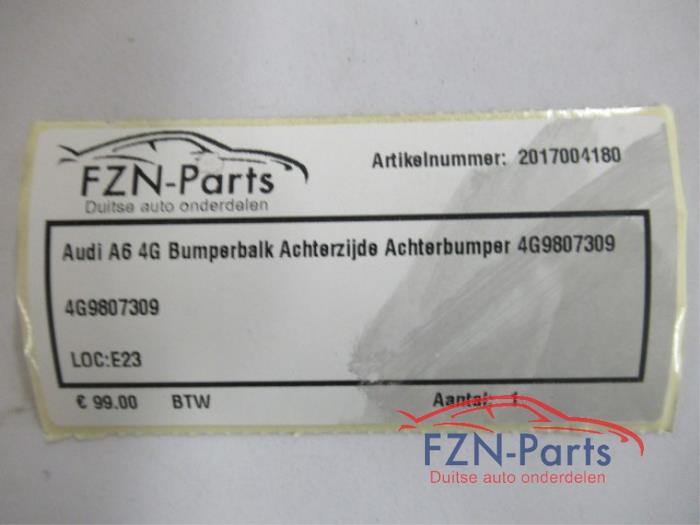 FZN-Parts
Duitse auto onderdelen
Artikelnummer: 2017004180
Audi A6 4G Bumperbalk Achterzijde Achterbumper 4G9807309
4G9807309
LOC:E23
€ 99.00 BTW Aantal: 1
FZN-Parts
Duitse auto onderdelen